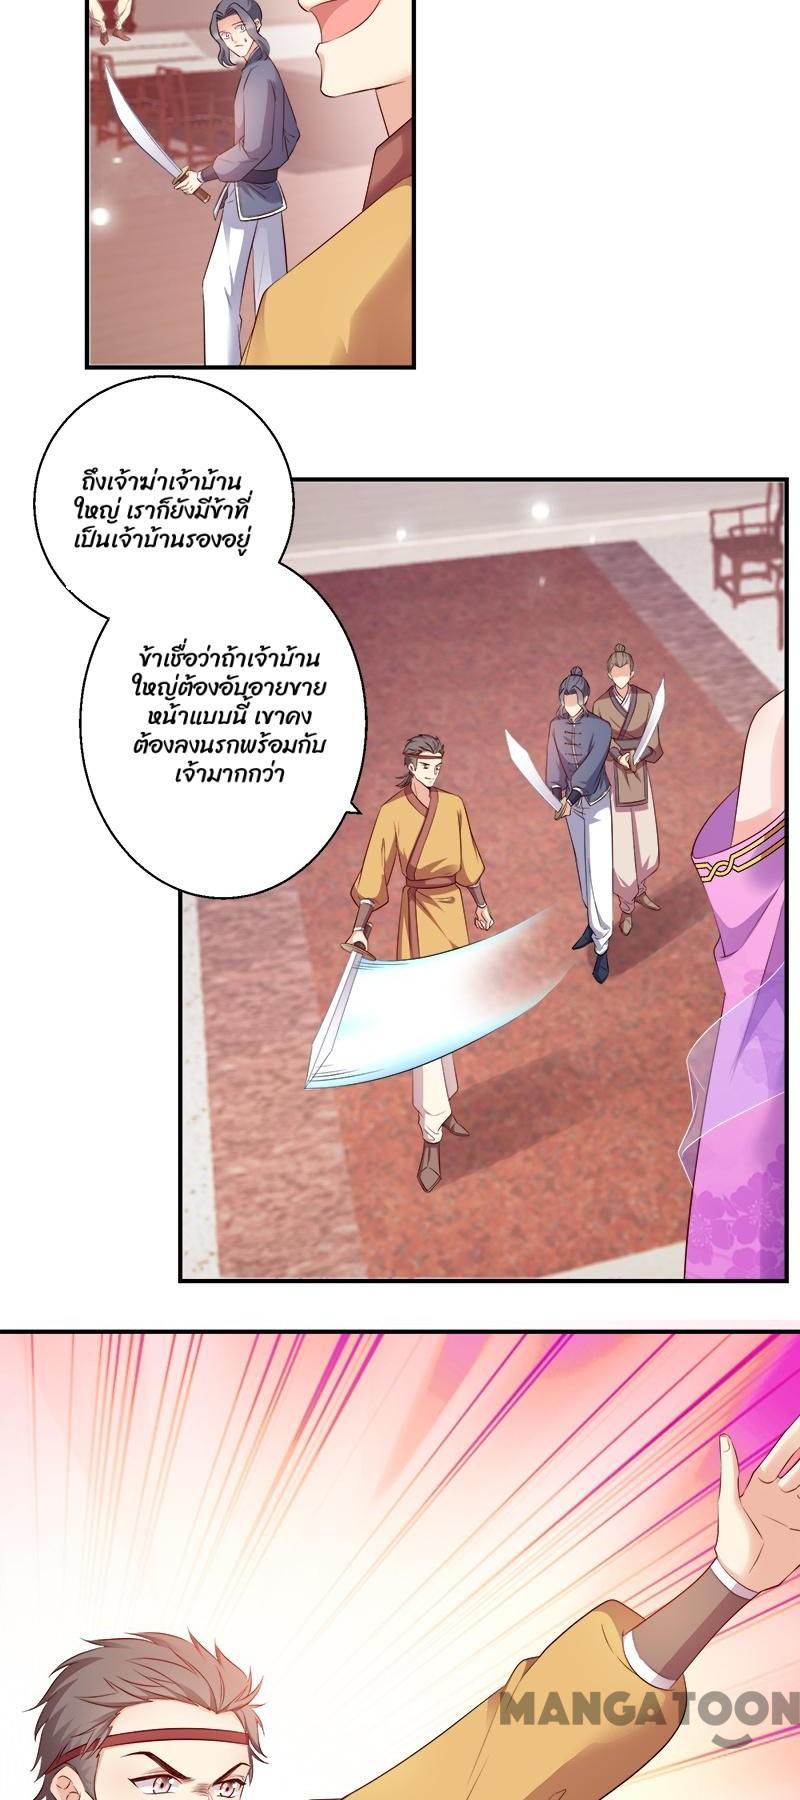 ถึงเจ้าฆ่าเจ้าบ้าน
ใหญ่ เราก็ยังมีข้าที่
เป็นเจ้าบ้านรองอยู่
ข้าเชื่อว่าถ้าเจ้าบ้าน
ใหญ่ต้องอับอายขาย
หน้าแบบนี้ เขาคง
ต้องลงนรกพร้อมกับ
เจ้ามากกว่า
MANGATOON